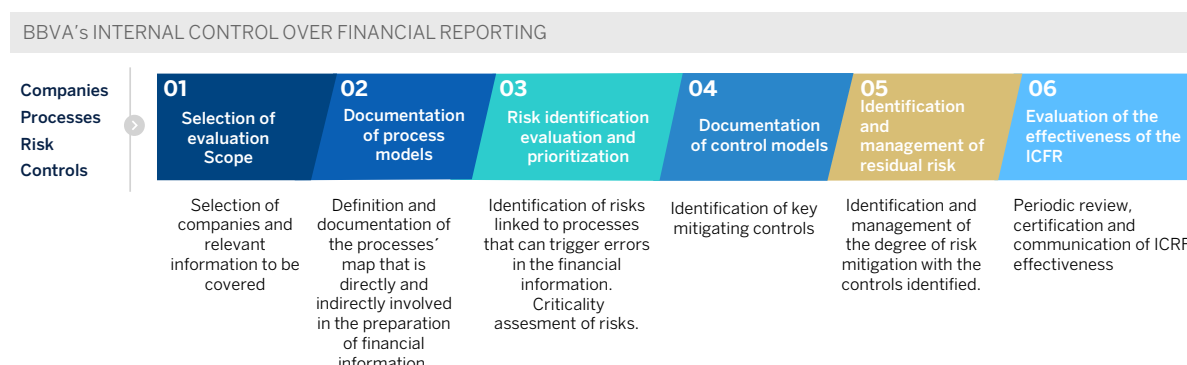 BBVA's INTERNAL CONTROL OVER FINANCIAL REPORTING
Companies
Processes
Risk
Controls
01
Selection of
evaluation
Scope
02
Documentation
of process
models
03
Risk identification
evaluation and
prioritization
04
Documentation
of control models
05
Identification
and
management of
residual risk
06
Evaluation of the
effectiveness of the
ICFR
Selection of
companies and
relevant
information to be
covered
Definition and
documentation of
the processes´
map that is
directly and
indirectly involved
in the preparation
of financial
information
Identification of risks
linked to processes
that can trigger errors
in the financial
information.
Criticality
assesment of risks.
Identification of key
mitigating controls
Identification and
management of
the degree of risk
mitigation with the
controls identified.
Periodic review,
certification and
communication of ICRF
effectiveness